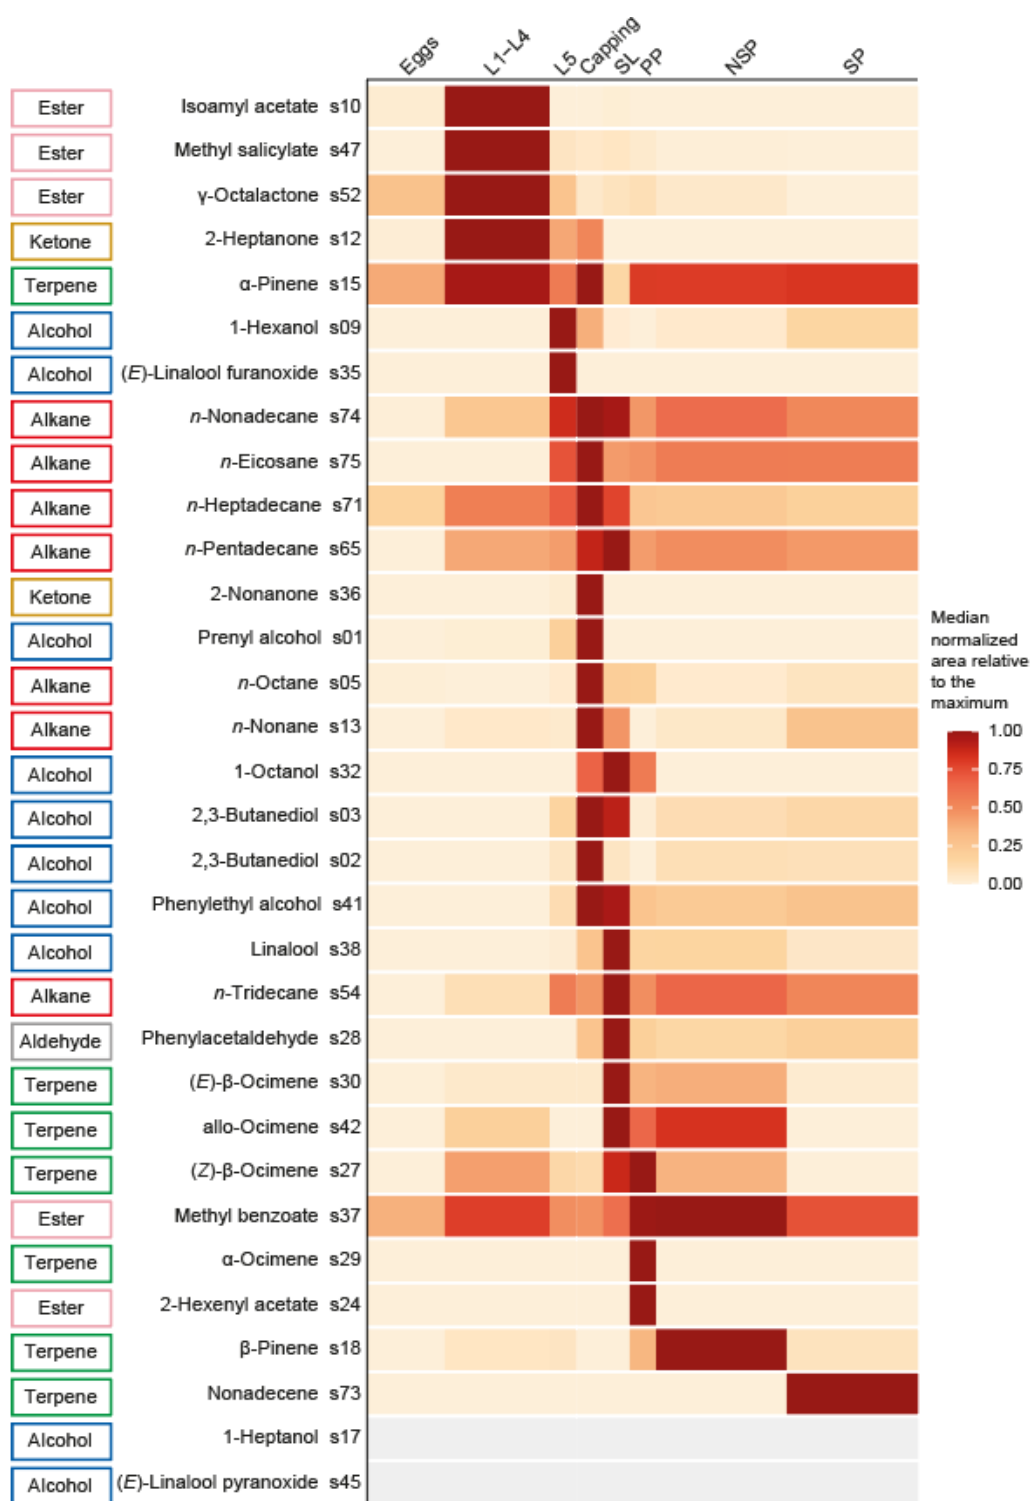 Eggs L1–L4 L5 Capping SL PP NSP SP
Ester Isoamyl acetate s10
Ester Methyl salicylate s47
Ester γ-Octalactone s52
Ketone 2-Heptanone s12
Terpene α-Pinene s15
Alcohol 1-Hexanol s09
Alcohol (E)-Linalool furanoxide s35
Alkane n-Nonadecane s74
Alkane n-Eicosane s75
Alkane n-Heptadecane s71
Alkane n-Pentadecane s65
Ketone 2-Nonanone s36
Alcohol Prenyl alcohol s01
Alkane n-Octane s05
Alkane n-Nonane s13
Alcohol 1-Octanol s32
Alcohol 2,3-Butanediol s03
Alcohol 2,3-Butanediol s02
Alcohol Phenylethyl alcohol s41
Alcohol Linalool s38
Alkane n-Tridecane s54
Aldehyde Phenylacetaldehyde s28
Terpene (E)-β-Ocimene s30
Terpene allo-Ocimene s42
Terpene (Z)-β-Ocimene s27
Ester Methyl benzoate s37
Terpene α-Ocimene s29
Ester 2-Hexenyl acetate s24
Terpene β-Pinene s18
Terpene Nonadecene s73
Alcohol 1-Heptanol s17
Alcohol (E)-Linalool pyranoxide s45
Median
normalized
area relative
to the
maximum
1.00
0.75
0.50
0.25
0.00